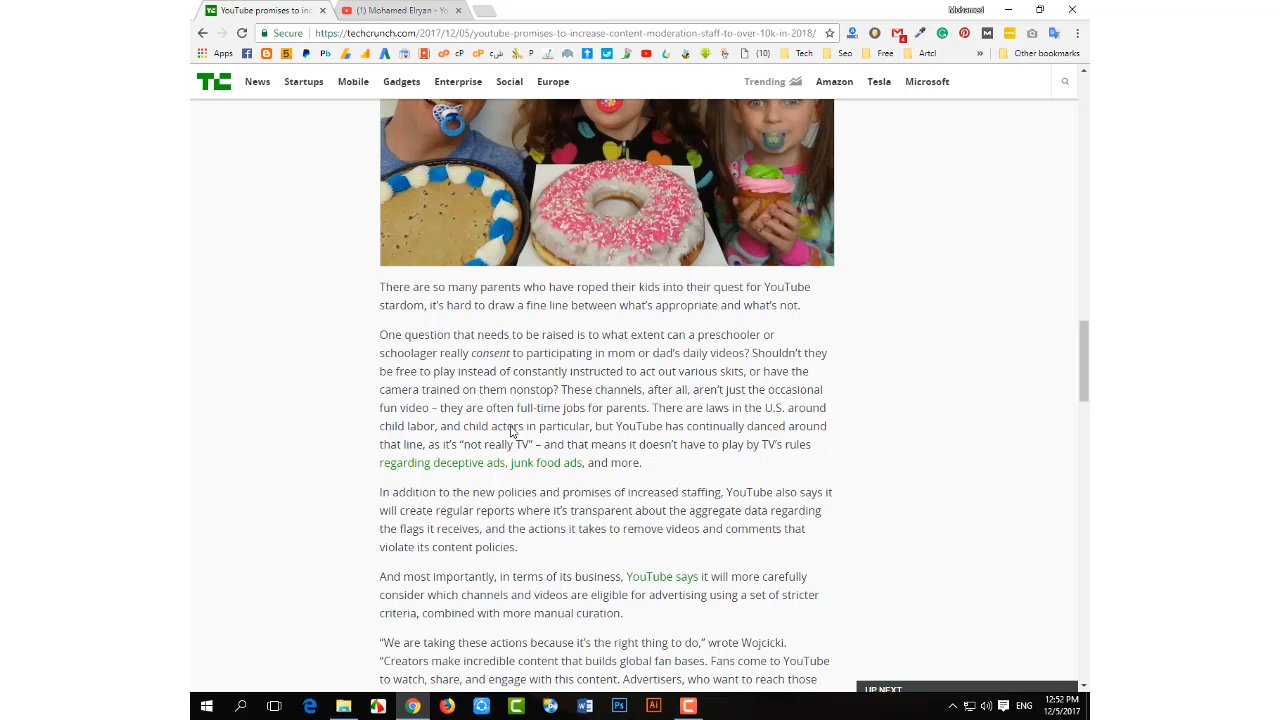 YouTube promises to inc
(1) Mohamed Elryan - Yo
Mohamed
Secure https://techcrunch.com/2017/12/05/youtube-promises-to-increase-content-moderation-staff-to-over-10k-in-2018/
Apps cP cP (10) Tech Seo Free Artcl » Other bookmarks
TC News Startups Mobile Gadgets Enterprise Social Europe Trending Amazon Tesla Microsoft
There are so many parents who have roped their kids into their quest for YouTube
stardom, it's hard to draw a fine line between what's appropriate and what's not.
One question that needs to be raised is to what extent can a preschooler or
schoolager really consent to participating in mom or dad's daily videos? Shouldn't they
be free to play instead of constantly instructed to act out various skits, or have the
camera trained on them nonstop? These channels, after all, aren't just the occasional
fun video – they are often full-time jobs for parents. There are laws in the U.S. around
child labor, and child actors in particular, but YouTube has continually danced around
that line, as it's “not really TV” – and that means it doesn't have to play by TV's rules
regarding deceptive ads, junk food ads, and more.
In addition to the new policies and promises of increased staffing, YouTube also says it
will create regular reports where it's transparent about the aggregate data regarding
the flags it receives, and the actions it takes to remove videos and comments that
violate its content policies.
And most importantly, in terms of its business, YouTube says it will more carefully
consider which channels and videos are eligible for advertising using a set of stricter
criteria, combined with more manual curation.
“We are taking these actions because it's the right thing to do,” wrote Wojcicki.
“Creators make incredible content that builds global fan bases. Fans come to YouTube
to watch, share, and engage with this content. Advertisers, who want to reach those
UP NEXT
ENG
12:52 PM
12/5/2017